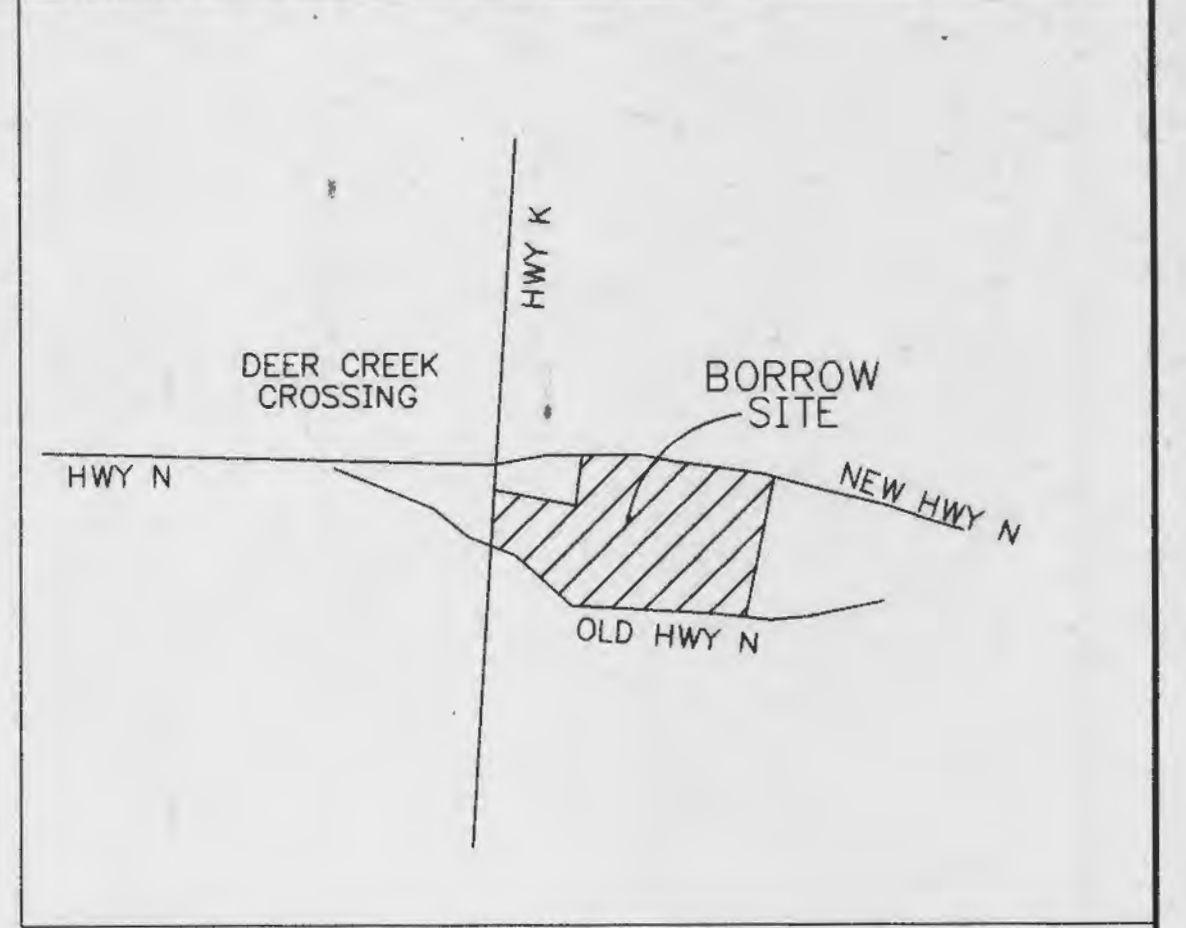 HWY K
DEER CREEK
CROSSING
BORROW
SITE
HWY N
NEW HWY N
OLD HWY N